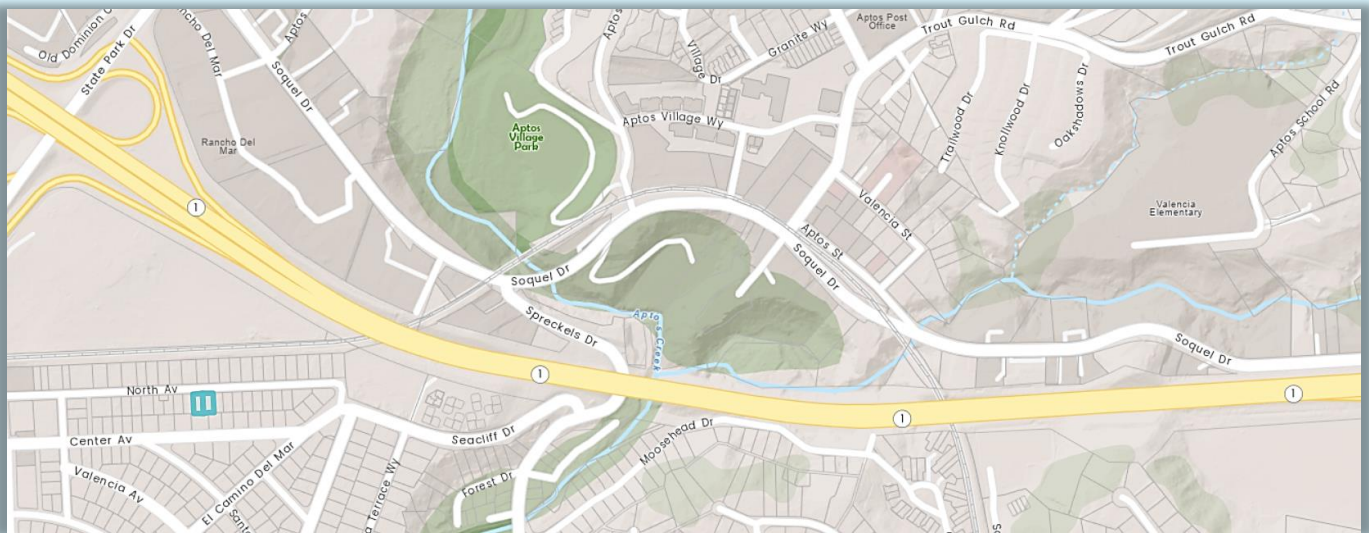 Old Dominion C
State Park Dr
ncho Del Mar
Aptos
Soquel Dr
Rancho Del
Mar
1
Aptos
Village
Park
Aptos
Village Dr
Granite Wy
Aptos Post
Office
Trout Gulch Rd
Trout Gulch Rd
Aptos Village Wy
Trailwood Dr
Knollwood Dr
Oakshadows Dr
Aptos School Rd
Valencia
Elementary
Valencia St
Aptos St
Soquel Dr
Soquel Dr
Spreckels Dr
Aptos Creek
Soquel Dr
1
1
1
North Av
Center Av
Valencia Av
El Camino Del Mar
Sant
a Terrace Wy
Seacliff Dr
Forest Dr
Moosehead Dr